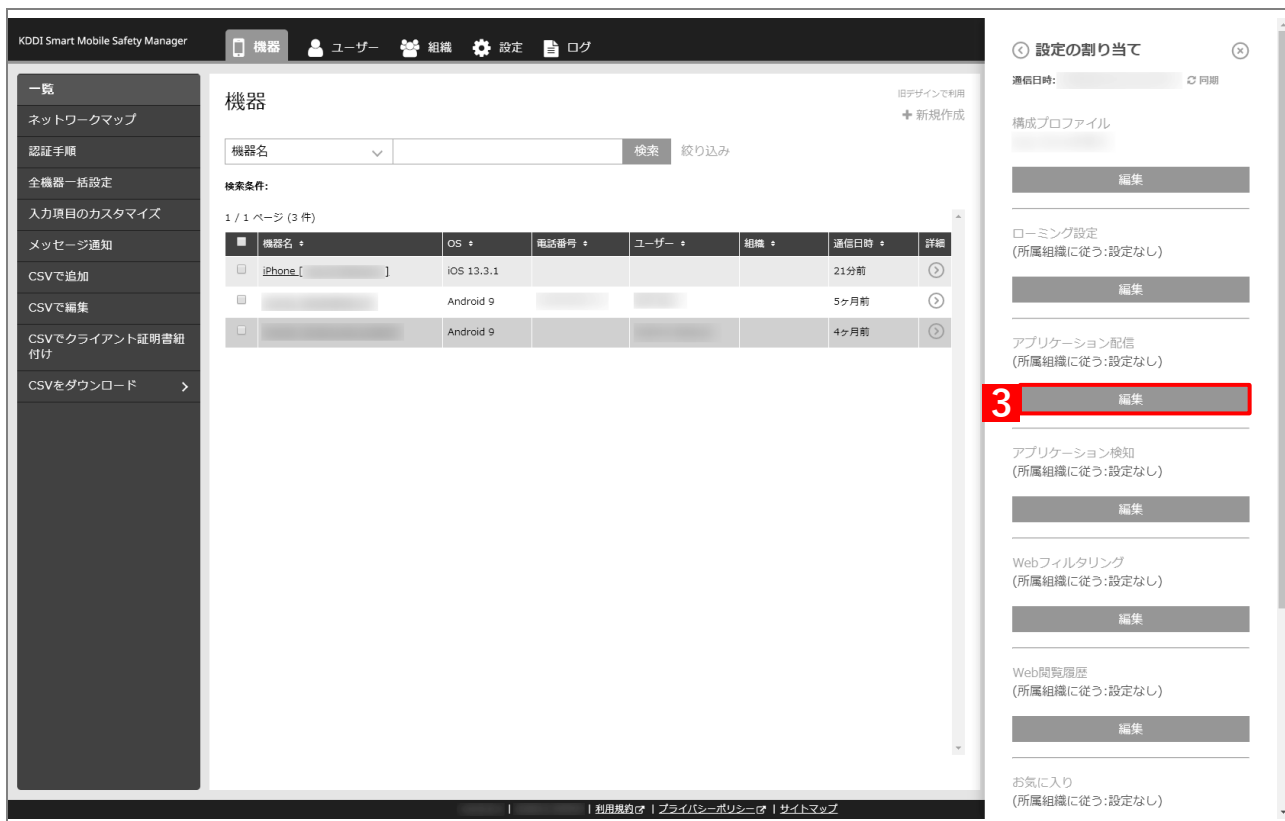 KDDI Smart Mobile Safety Manager
機器 ユーザー 組織 設定 ログ
一覧
ネットワークマップ
認証手順
全機器一括設定
入力項目のカスタマイズ
メッセージ通知
CSVで追加
CSVで編集
CSVでクライアント証明書紐
付け
CSVをダウンロード
機器
旧デザインで利用
新規作成
機器名 検索 絞り込み
検索条件:
1 / 1 ページ (3 件)
機器名 OS 電話番号 ユーザー 組織 通信日時 詳細
iPhone [ ] iOS 13.3.1 21分前
Android 9 5ヶ月前
Android 9 4ヶ月前
設定の割り当て
通信日時: 同期
構成プロファイル
編集
ローミング設定
(所属組織に従う:設定なし)
編集
アプリケーション配信
(所属組織に従う:設定なし)
3 編集
アプリケーション検知
(所属組織に従う:設定なし)
編集
Webフィルタリング
(所属組織に従う:設定なし)
編集
Web閲覧履歴
(所属組織に従う:設定なし)
編集
お気に入り
(所属組織に従う:設定なし)
| | 利用規約 | プライバシーポリシー | サイトマップ